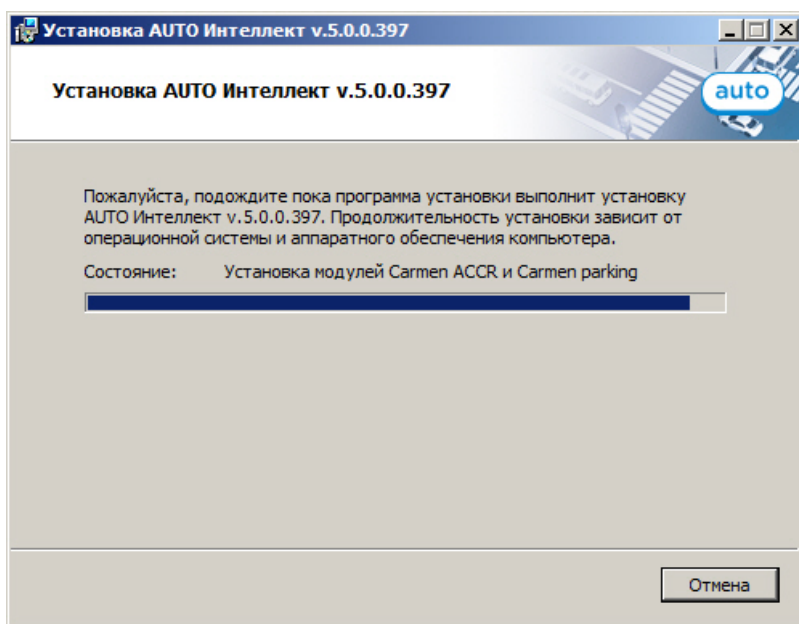 Установка AUTO Интеллект v.5.0.0.397
Установка AUTO Интеллект v.5.0.0.397
auto
Пожалуйста, подождите пока программа установки выполнит установку
AUTO Интеллект v.5.0.0.397. Продолжительность установки зависит от
операционной системы и аппаратного обеспечения компьютера.
Состояние: Установка модулей Carmen ACCR и Carmen parking
Отмена